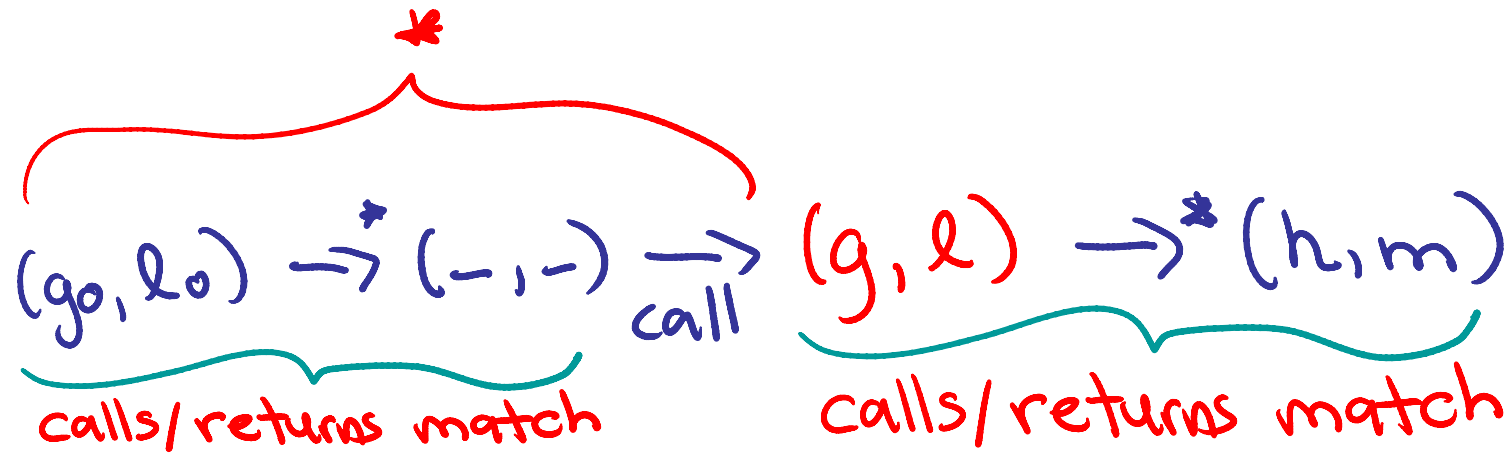 *
(g₀, l₀) →* (–, –) → (g, l) →* (h, m)
call
calls/returns match calls/returns match